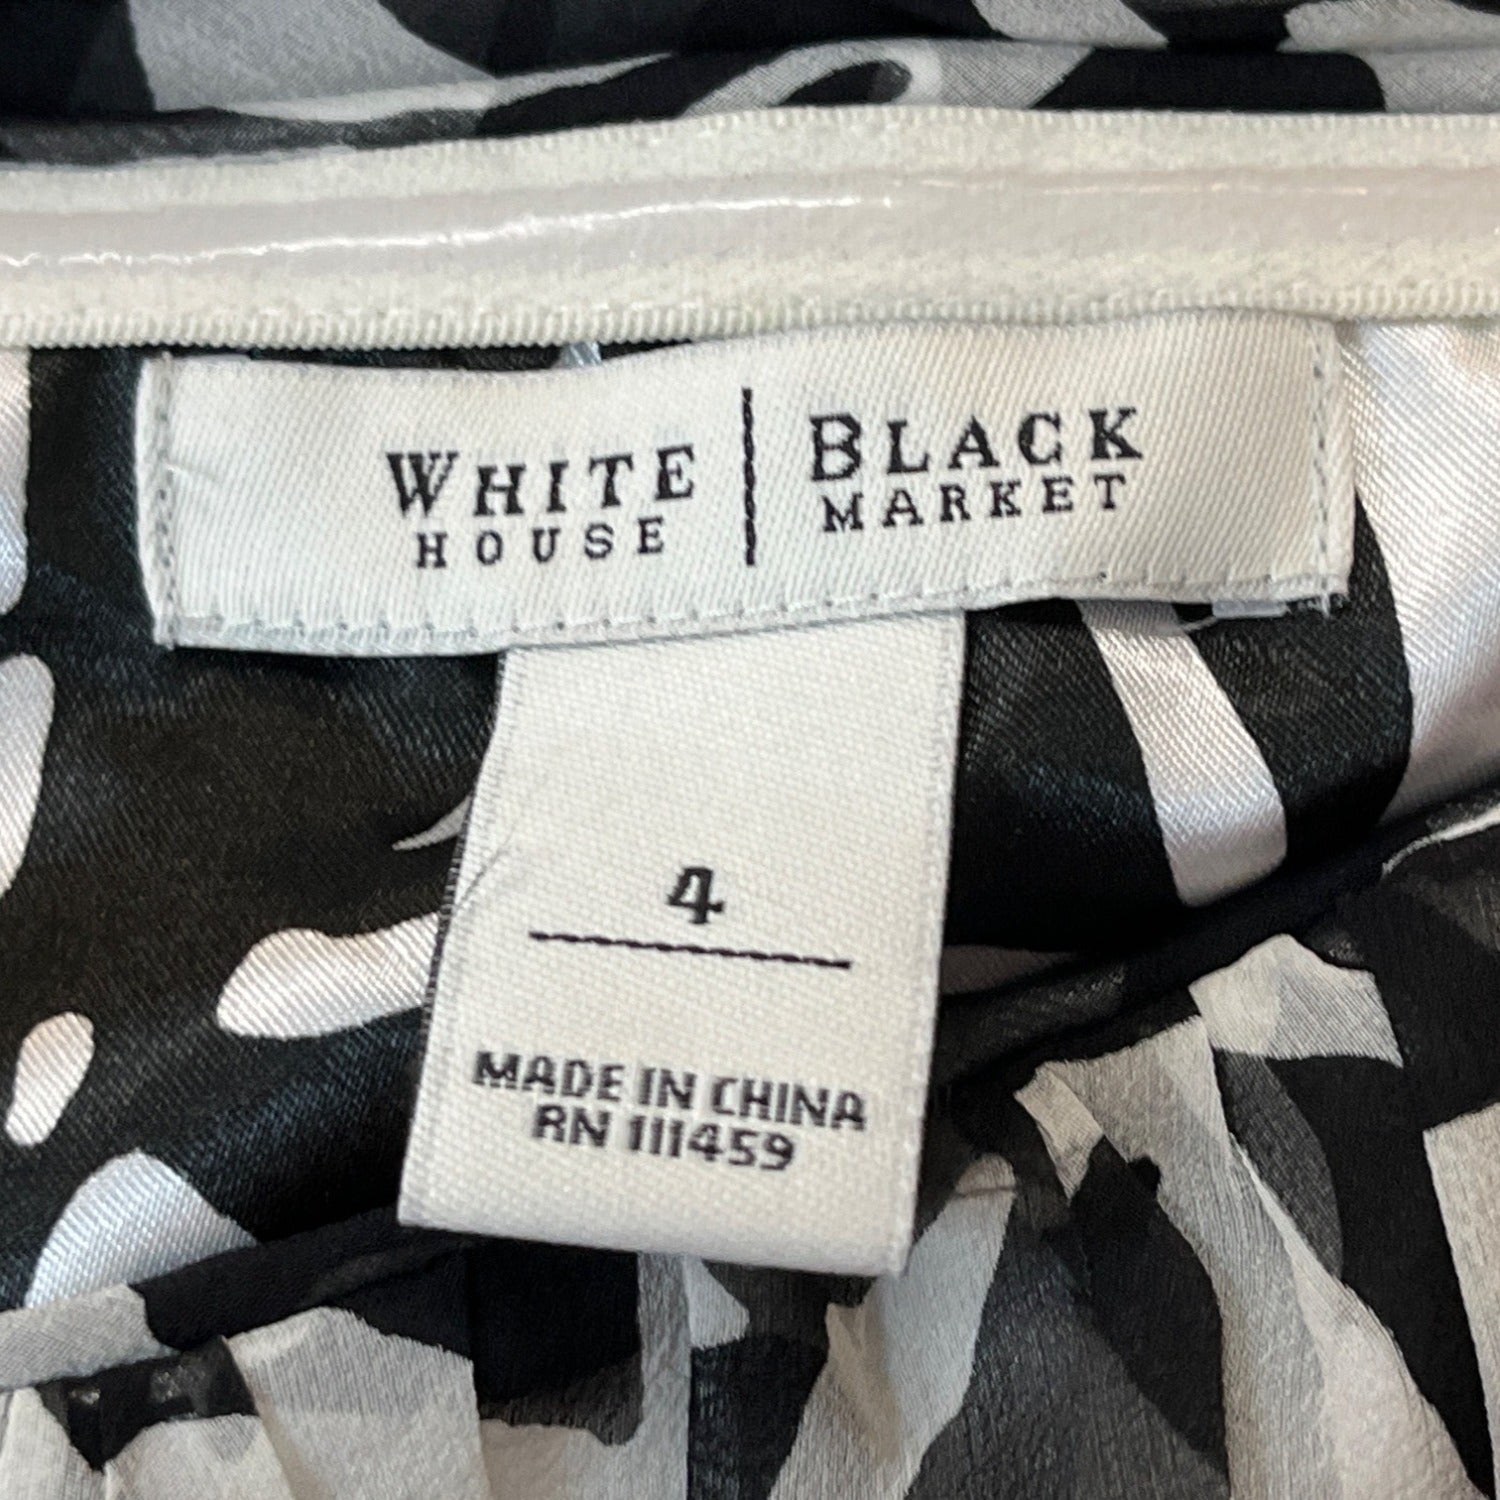 WHITE | BLACK
HOUSE | MARKET
4
MADE IN CHINA
RN 111459